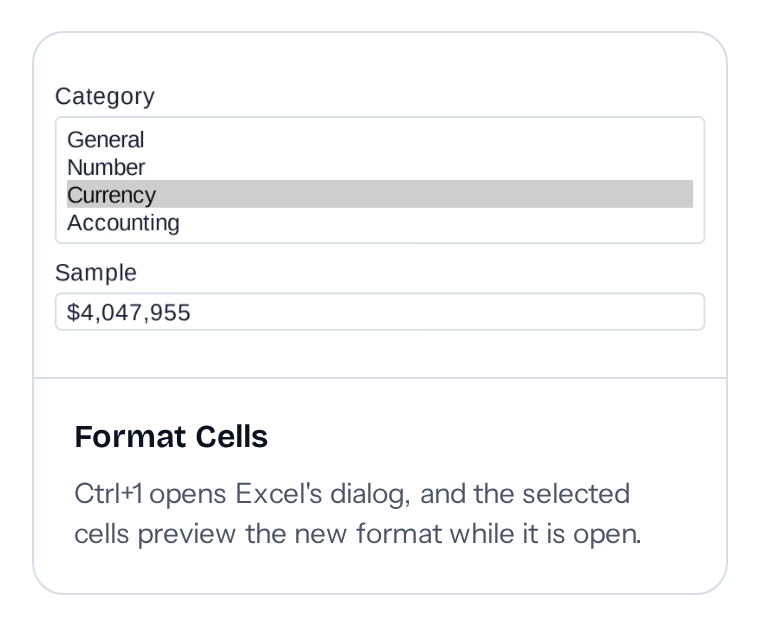 Category
General
Number
Currency
Accounting
Sample
$4,047,955
Format Cells
Ctrl+1 opens Excel's dialog, and the selected
cells preview the new format while it is open.